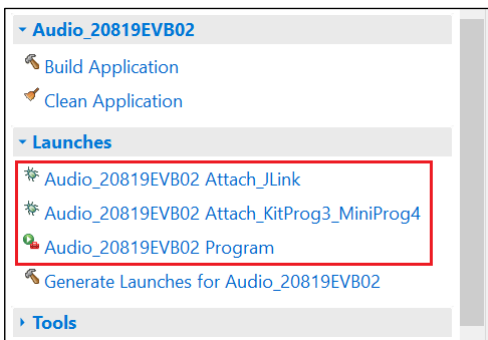 Audio_20819EVB02
Build Application
Clean Application
Launches
Audio_20819EVB02 Attach_JLink
Audio_20819EVB02 Attach_KitProg3_MiniProg4
Audio_20819EVB02 Program
Generate Launches for Audio_20819EVB02
Tools